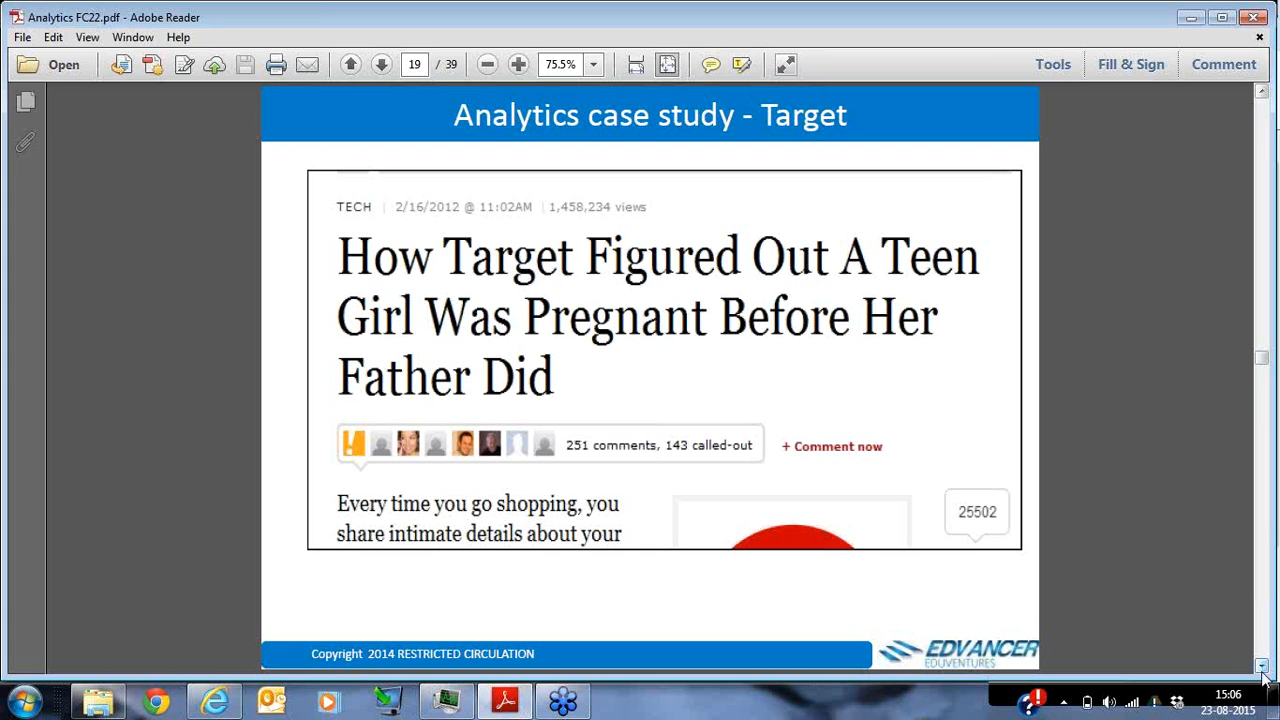 Analytics FC22.pdf - Adobe Reader
File Edit View Window Help
Open 19 / 39 75.5% Tools Fill & Sign Comment
Analytics case study - Target
TECH 2/16/2012 @ 11:02AM 1,458,234 views
How Target Figured Out A Teen
Girl Was Pregnant Before Her
Father Did
251 comments, 143 called-out + Comment now
Every time you go shopping, you
share intimate details about your
25502
Copyright 2014 RESTRICTED CIRCULATION
EDVANCER
EDUVENTURES
15:06
23-08-2015